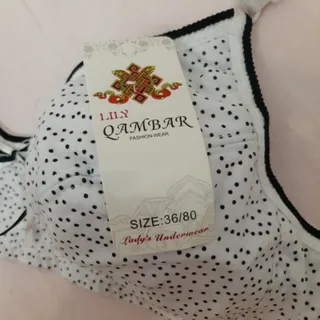 LILY
QAMBAR
FASHION WEAR
SIZE:36/80
Lady's Underwear